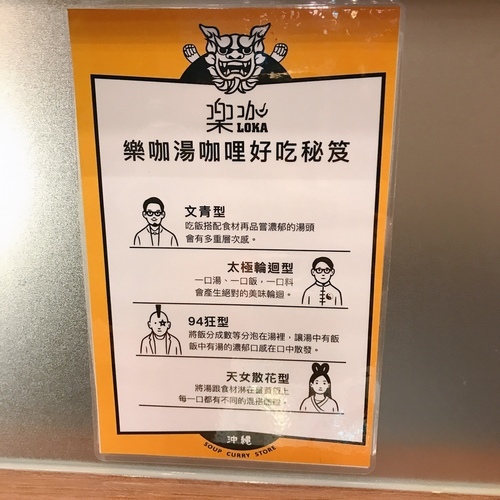 樂咖
LOKA
樂咖湯咖哩好吃秘笈
文青型
吃飯搭配食材再品嘗濃郁的湯頭
會有多重層次感。
太極輪迴型
一口湯、一口飯,一口料
會產生絕對的美味輪迴。
94狂型
將飯分成數等分泡在湯裡,讓湯中有飯
飯中有湯的濃郁口感在口中散發。
天女散花型
將湯跟食材淋在薑黃飯上
每一口都有不同的混搭
沖繩
SOUP CURRY STORE